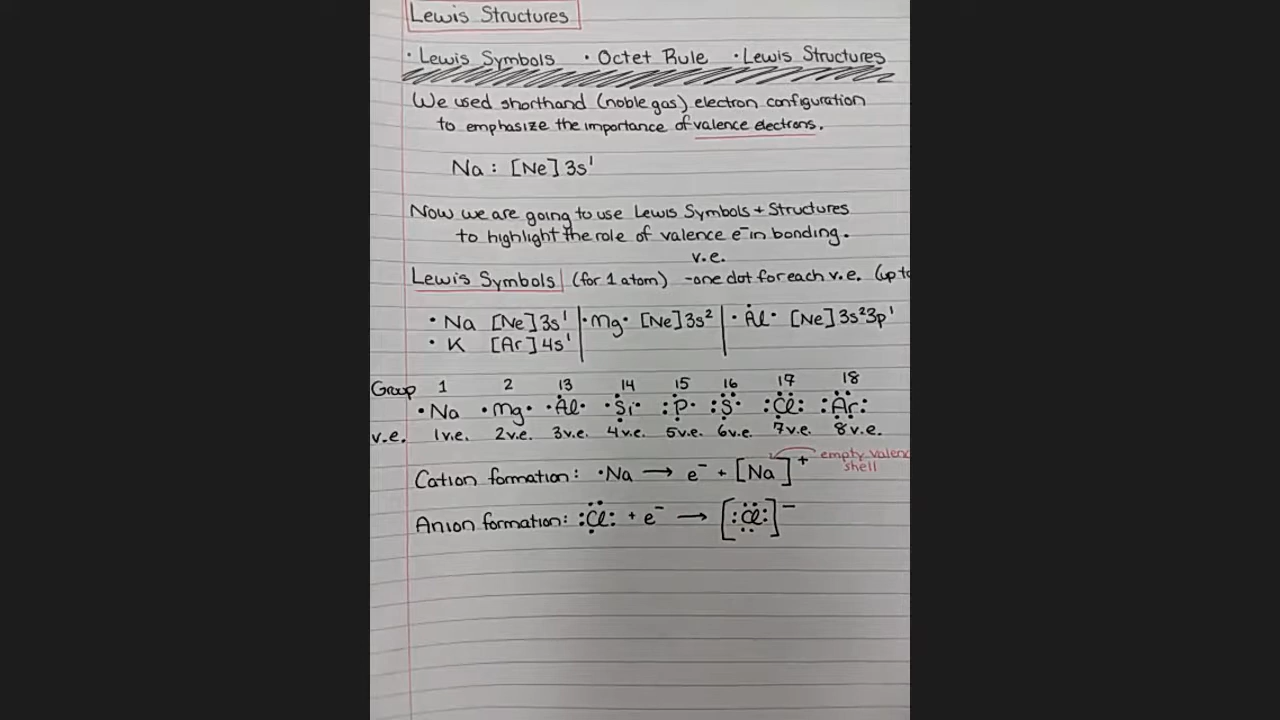 Lewis Structures
· Lewis Symbols · Octet Rule · Lewis Structures
We used shorthand (noble gas) electron configuration
to emphasize the importance of valence electrons.
Na : [Ne] 3s¹
Now we are going to use Lewis Symbols + Structures
to highlight the role of valence e⁻ in bonding.
v.e.
Lewis Symbols (for 1 atom) - one dot for each v.e. (up to
· Na [Ne] 3s¹ | ·Mg· [Ne] 3s² | · Al · [Ne] 3s²3p¹
· K [Ar] 4s¹
Group 1 2 13 14 15 16 17 18
·Na ·Mg· ·Al· ·Si· :P· :S· :Cl: :Ar:
v.e. 1v.e. 2v.e. 3v.e. 4v.e. 5v.e. 6v.e. 7v.e. 8v.e.
Cation formation: ·Na → e⁻ + [Na]⁺ empty
shell
Anion formation: :Cl: + e⁻ → [:Cl:]⁻